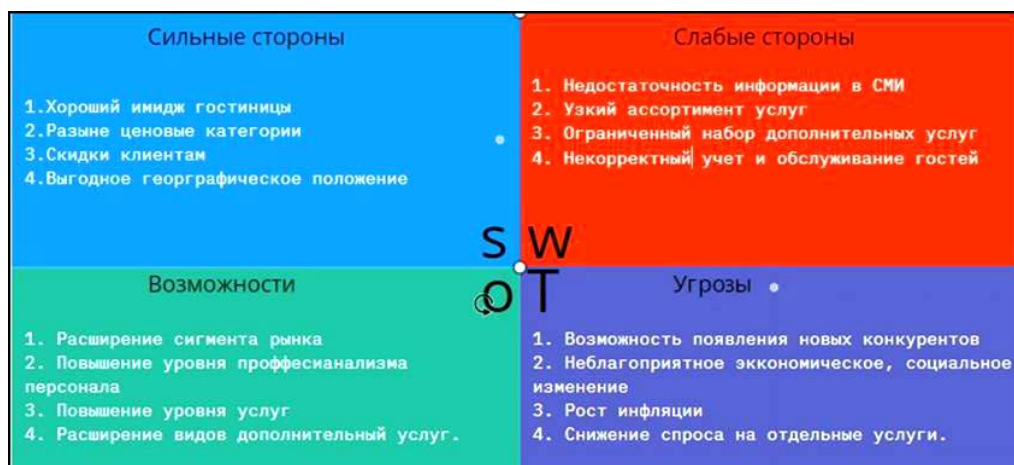 Сильные стороны
1.Хороший имидж гостиницы
2.Разыне ценовые категории
3.Скидки клиентам
4.Выгодное георграфическое положение
Слабые стороны
1. Недостаточность информации в СМИ
2. Узкий ассортимент услуг
3. Ограниченный набор дополнительных услуг
4. Некорректный учет и обслуживание гостей
S W
O T
Возможности
1. Расширение сигмента рынка
2. Повышение уровня проффесианализма
персонала
3. Повышение уровня услуг
4. Расширение видов дополнительный услуг.
Угрозы
1. Возможность появления новых конкурентов
2. Неблагоприятное эккономическое, социальное
изменение
3. Рост инфляции
4. Снижение спроса на отдельные услуги.